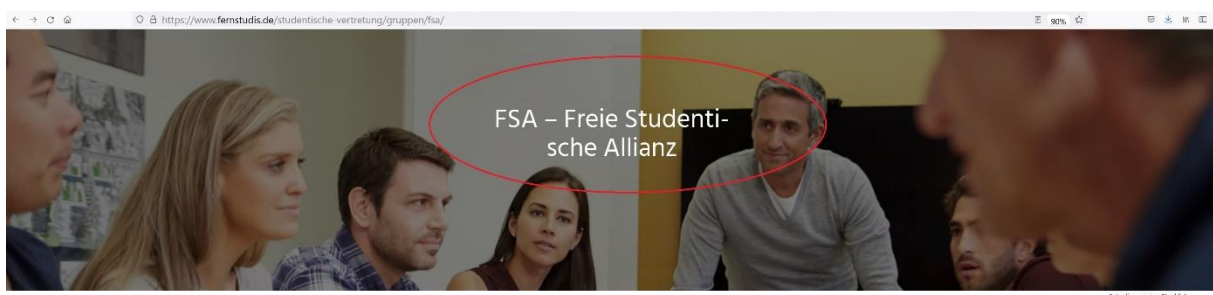 https://www.fernstudis.de/studentische-vertretung/gruppen/fsa/
90%
FSA – Freie Studenti-
sche Allianz